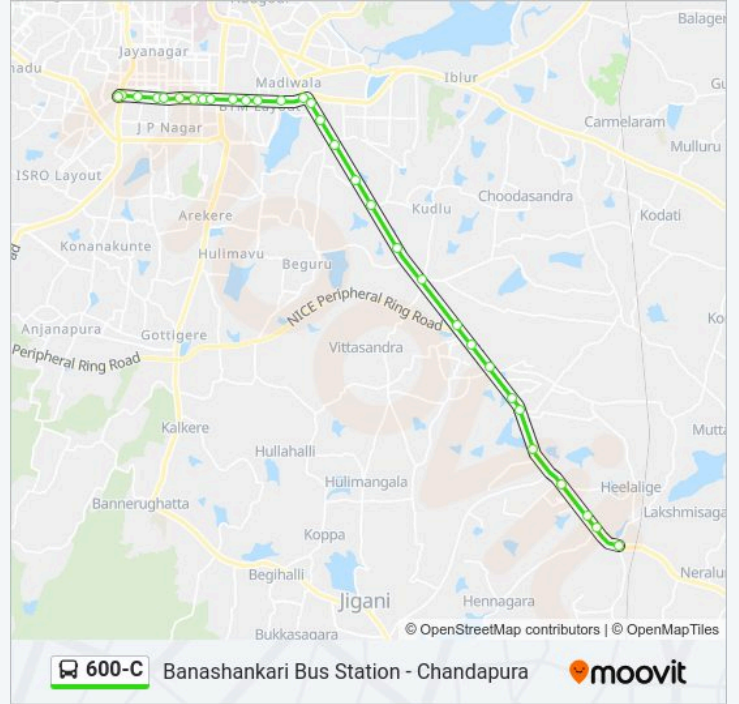 Balager
Jayanagar
nadu
Madiwala
Iblur
Gu
Carmelaram
J P Nagar
Mulluru
ISRO Layout
Choodasandra
Kudlu
Arekere
Kodati
Konanakunte
Hulimavu
Beguru
NICE Peripheral Ring Road
Ko
Anjanapura
Gottigere
Vittasandra
Peripheral Ring Road
Kalkere
Mutta
Hullahalli
Hulimangala
Heelalige
Bannerughatta
Lakshmisaga
Koppa
Begihalli
Neralu
Jigani
Hennagara
Bukkasagara
© OpenStreetMap contributors | © OpenMapTiles
600-C Banashankari Bus Station - Chandapura moovit